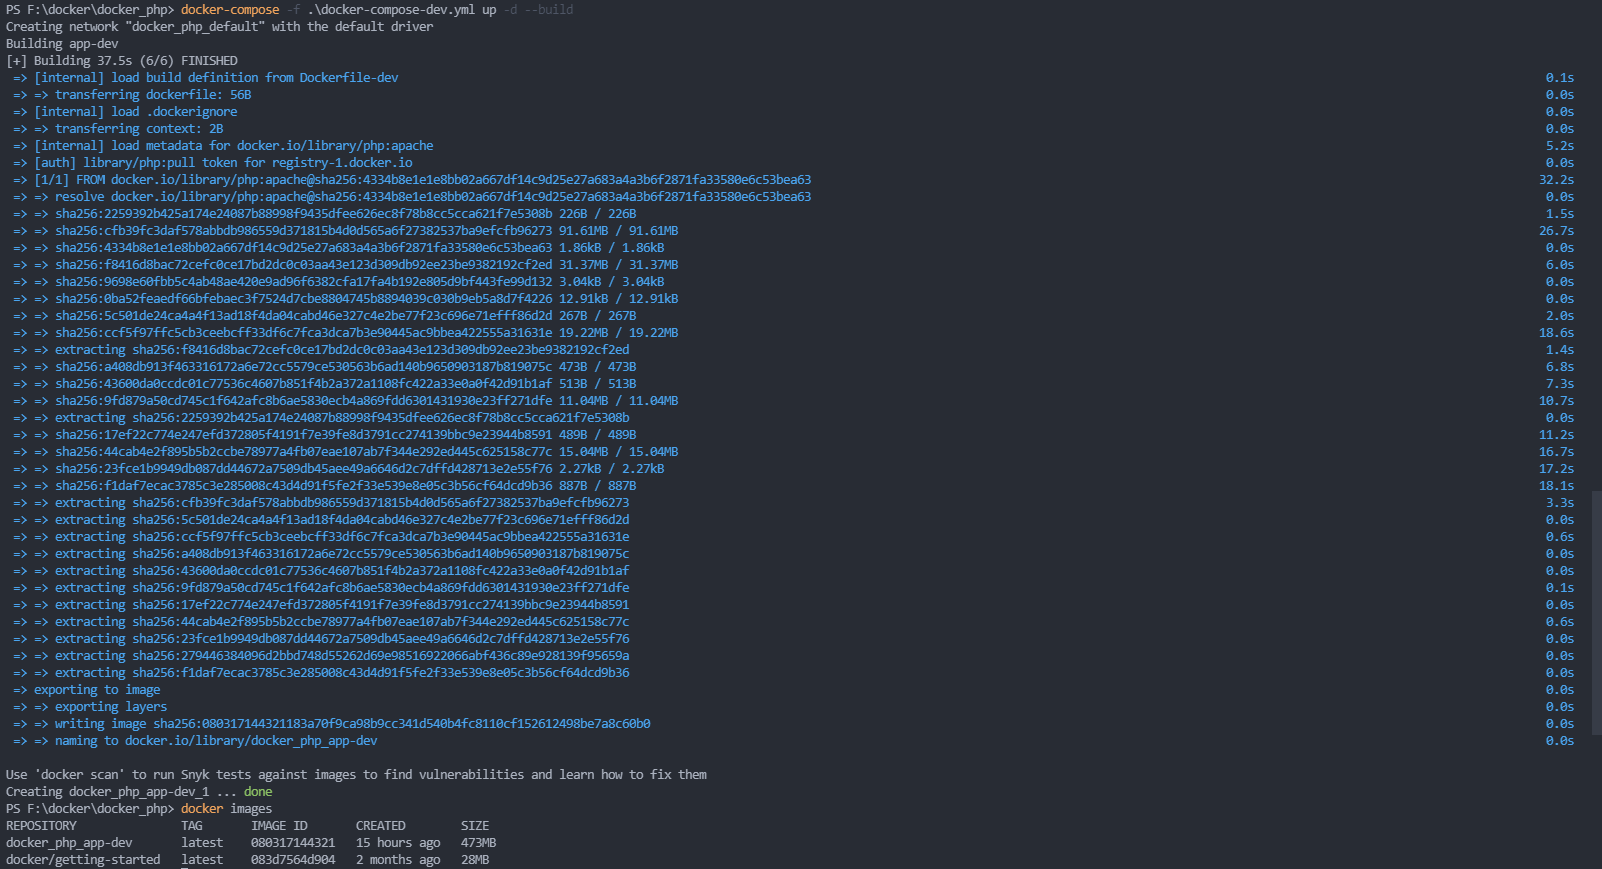 PS F:\docker\docker_php> docker-compose -f .\docker-compose-dev.yml up -d --build
Creating network "docker_php_default" with the default driver
Building app-dev
[+] Building 37.5s (6/6) FINISHED
=> [internal] load build definition from Dockerfile-dev 0.1s
=> => transferring dockerfile: 56B 0.0s
=> [internal] load .dockerignore 0.0s
=> => transferring context: 2B 0.0s
=> [internal] load metadata for docker.io/library/php:apache 5.2s
=> [auth] library/php:pull token for registry-1.docker.io 0.0s
=> [1/1] FROM docker.io/library/php:apache@sha256:4334b8e1e1e8bb02a667df14c9d25e27a683a4a3b6f2871fa33580e6c53bea63 32.2s
=> => resolve docker.io/library/php:apache@sha256:4334b8e1e1e8bb02a667df14c9d25e27a683a4a3b6f2871fa33580e6c53bea63 0.0s
=> => sha256:2259392b425a174e24087b88998f9435dfee626ec8f78b8cc5cca621f7e5308b 226B / 226B 1.5s
=> => sha256:cfb39fc3daf578abbdb986559d371815b4d0d565a6f27382537ba9efcfb96273 91.61MB / 91.61MB 26.7s
=> => sha256:4334b8e1e1e8bb02a667df14c9d25e27a683a4a3b6f2871fa33580e6c53bea63 1.86kB / 1.86kB 0.0s
=> => sha256:f8416d8bac72cefc0ce17bd2dc0c03aa43e123d309db92ee23be9382192cf2ed 31.37MB / 31.37MB 6.0s
=> => sha256:9698e60fbb5c4ab48ae420e9ad96f6382cfa17fa4b192e805d9bf443fe99d132 3.04kB / 3.04kB 0.0s
=> => sha256:0ba52feaedf66bfebaec3f7524d7cbe8804745b8894039c030b9eb5a8d7f4226 12.91kB / 12.91kB 0.0s
=> => sha256:5c501de24ca4a4f13ad18f4da04cabd46e327c4e2be77f23c696e71efff86d2d 267B / 267B 2.0s
=> => sha256:ccf5f97ffc5cb3ceebcff33df6c7fca3dca7b3e90445ac9bbea422555a31631e 19.22MB / 19.22MB 18.6s
=> => extracting sha256:f8416d8bac72cefc0ce17bd2dc0c03aa43e123d309db92ee23be9382192cf2ed 1.4s
=> => sha256:a408db913f463316172a6e72cc5579ce530563b6ad140b9650903187b819075c 473B / 473B 6.8s
=> => sha256:43600da0ccdc01c77536c4607b851f4b2a372a1108fc422a33e0a0f42d91b1af 513B / 513B 7.3s
=> => sha256:9fd879a50cd745c1f642afc8b6ae5830ecb4a869fdd6301431930e23ff271dfe 11.04MB / 11.04MB 10.7s
=> => extracting sha256:2259392b425a174e24087b88998f9435dfee626ec8f78b8cc5cca621f7e5308b 0.0s
=> => sha256:17ef22c774e247efd372805f4191f7e39fe8d3791cc274139bbc9e23944b8591 489B / 489B 11.2s
=> => sha256:44cab4e2f895b5b2ccbe78977a4fb07eae107ab7f344e292ed445c625158c77c 15.04MB / 15.04MB 16.7s
=> => sha256:23fce1b9949db087dd44672a7509db45aee49a6646d2c7dffd428713e2e55f76 2.27kB / 2.27kB 17.2s
=> => sha256:f1daf7ecac3785c3e285008c43d4d91f5fe2f33e539e8e05c3b56cf64dcd9b36 887B / 887B 18.1s
=> => extracting sha256:cfb39fc3daf578abbdb986559d371815b4d0d565a6f27382537ba9efcfb96273 3.3s
=> => extracting sha256:5c501de24ca4a4f13ad18f4da04cabd46e327c4e2be77f23c696e71efff86d2d 0.0s
=> => extracting sha256:ccf5f97ffc5cb3ceebcff33df6c7fca3dca7b3e90445ac9bbea422555a31631e 0.6s
=> => extracting sha256:a408db913f463316172a6e72cc5579ce530563b6ad140b9650903187b819075c 0.0s
=> => extracting sha256:43600da0ccdc01c77536c4607b851f4b2a372a1108fc422a33e0a0f42d91b1af 0.0s
=> => extracting sha256:9fd879a50cd745c1f642afc8b6ae5830ecb4a869fdd6301431930e23ff271dfe 0.1s
=> => extracting sha256:17ef22c774e247efd372805f4191f7e39fe8d3791cc274139bbc9e23944b8591 0.0s
=> => extracting sha256:44cab4e2f895b5b2ccbe78977a4fb07eae107ab7f344e292ed445c625158c77c 0.6s
=> => extracting sha256:23fce1b9949db087dd44672a7509db45aee49a6646d2c7dffd428713e2e55f76 0.0s
=> => extracting sha256:279446384096d2bbd748d55262d69e98516922066abf436c89e928139f95659a 0.0s
=> => extracting sha256:f1daf7ecac3785c3e285008c43d4d91f5fe2f33e539e8e05c3b56cf64dcd9b36 0.0s
=> exporting to image 0.0s
=> => exporting layers 0.0s
=> => writing image sha256:080317144321183a70f9ca98b9cc341d540b4fc8110cf152612498be7a8c60b0 0.0s
=> => naming to docker.io/library/docker_php_app-dev 0.0s
Use 'docker scan' to run Snyk tests against images to find vulnerabilities and learn how to fix them
Creating docker_php_app-dev_1 ... done
PS F:\docker\docker_php> docker images
REPOSITORY TAG IMAGE ID CREATED SIZE
docker_php_app-dev latest 080317144321 15 hours ago 473MB
docker/getting-started latest 083d7564d904 2 months ago 28MB